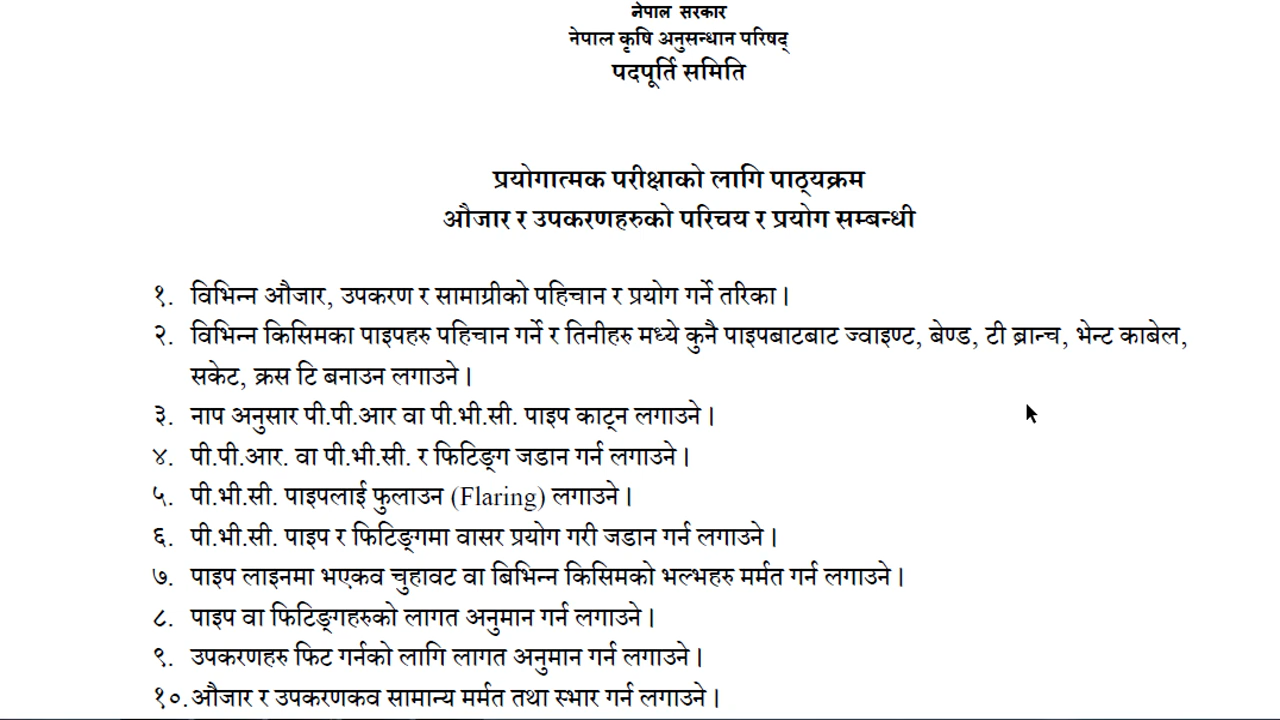 नेपाल सरकार
नेपाल कृषि अनुसन्धान परिषद्
पदपूर्ति समिति
प्रयोगात्मक परीक्षाको लागि पाठ्यक्रम
औजार र उपकरणहरुको परिचय र प्रयोग सम्बन्धी
१. विभिन्न औजार, उपकरण र सामाग्रीको पहिचान र प्रयोग गर्ने तरिका।
२. विभिन्न किसिमका पाइपहरु पहिचान गर्ने र तिनीहरु मध्ये कुनै पाइपबाटबाट ज्वाइण्ट, बेण्ड, टी ब्रान्च, भेन्ट काबेल,
सकेट, क्रस टि बनाउन लगाउने।
३. नाप अनुसार पी.पी.आर वा पी.भी.सी. पाइप काट्न लगाउने।
४. पी.पी.आर. वा पी.भी.सी. र फिटिङ्ग जडान गर्न लगाउने।
५. पी.भी.सी. पाइपलाई फुलाउन (Flaring) लगाउने।
६. पी.भी.सी. पाइप र फिटिङ्गमा वासर प्रयोग गरी जडान गर्न लगाउने।
७. पाइप लाइनमा भएकव चुहावट वा बिभिन्न किसिमको भल्भहरु मर्मत गर्न लगाउने।
८. पाइप वा फिटिङ्गहरुको लागत अनुमान गर्न लगाउने।
९. उपकरणहरु फिट गर्नको लागि लागत अनुमान गर्न लगाउने।
१०. औजार र उपकरणकव सामान्य मर्मत तथा स्भार गर्न लगाउने।